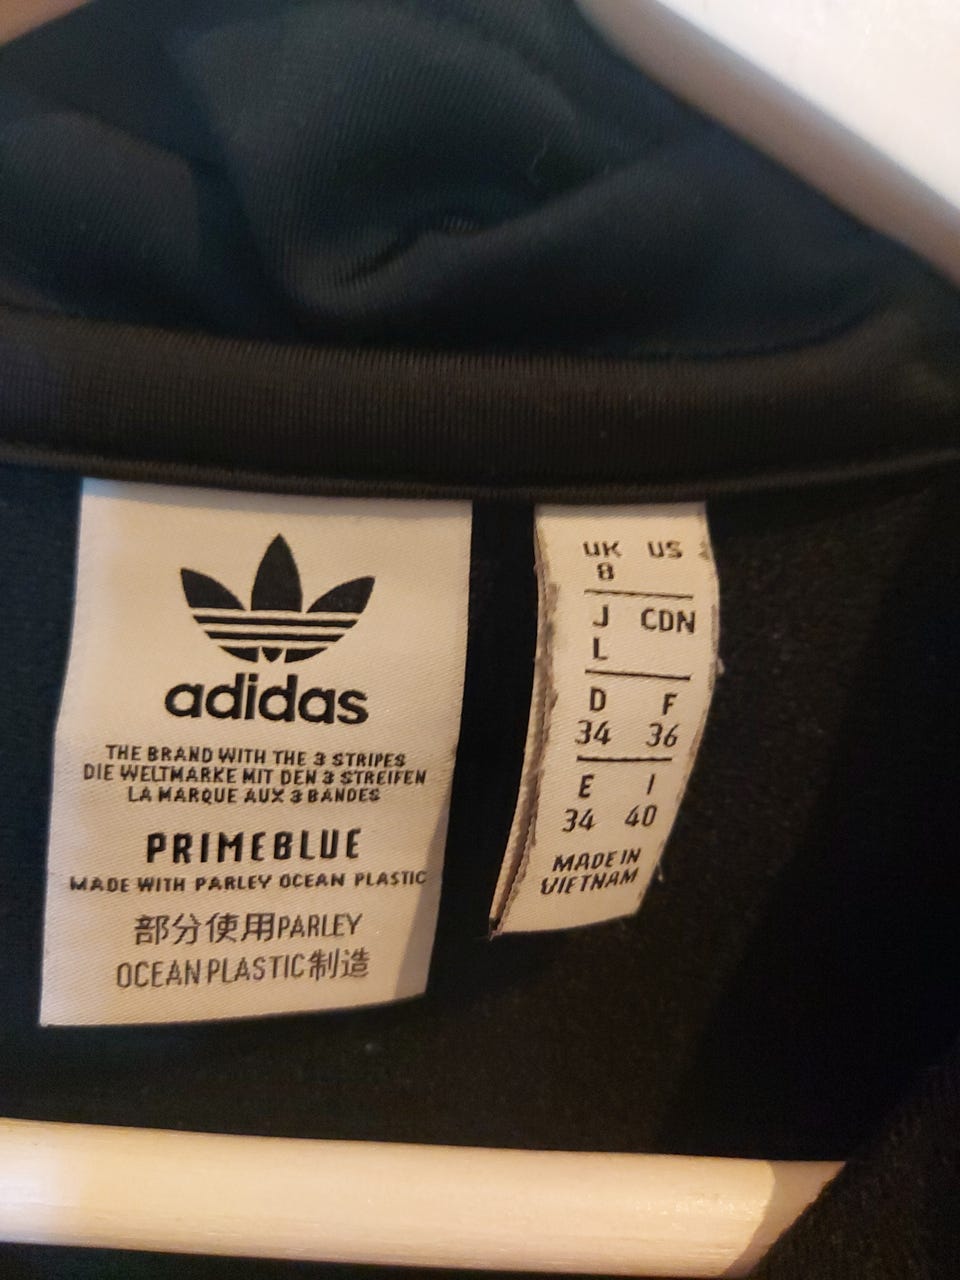 adidas
THE BRAND WITH THE 3 STRIPES
DIE WELTMARKE MIT DEN 3 STREIFEN
LA MARQUE AUX 3 BANDES
PRIMEBLUE
MADE WITH PARLEY OCEAN PLASTIC
部分使用PARLEY
OCEAN PLASTIC制造
UK US
8
J CDN
L
D F
34 36
E I
34 40
MADE IN
VIETNAM